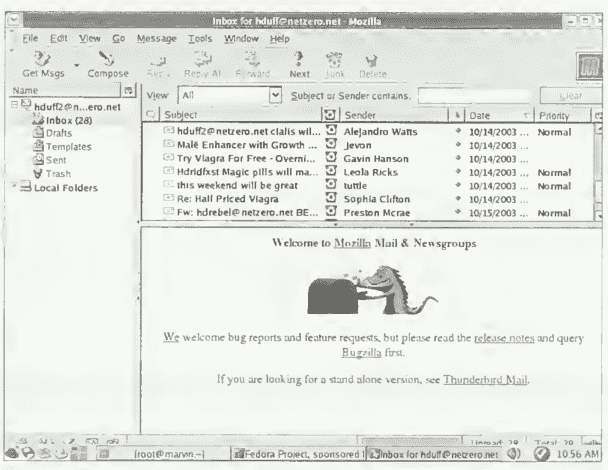 Inbox for hduff@netzero.net - Mozilla
File Edit View Go Message Tools Window Help
Get Msgs Compose Reply Reply All Forward Next Junk Delete
Name
View All Subject or Sender contains: Clear
Subject Sender Date Priority
hduff2@n...ero.net
Inbox (28)
Drafts
Templates
Sent
Trash
Local Folders
hduff2@netzero.net cialis wil... Alejandro Watts 10/14/2003 ... Normal
Male Enhancer with Growth ... Jevon 10/14/2003 ...
Try Viagra For Free - Overni... Gavin Hanson 10/14/2003 ...
Hdridfxst Magic pills will ma... Leola Ricks 10/14/2003 ... Normal
this weekend will be great tuttle 10/14/2003 ... Normal
Re: Half Priced Viagra Sophia Clifton 10/14/2003 ...
Fw: hdrebel@netzero.net BE... Preston Mcrae 10/15/2003 ... Normal
Welcome to Mozilla Mail & Newsgroups
We welcome bug reports and feature requests, but please read the release notes and query
Bugzilla first.
If you are looking for a stand alone version, see Thunderbird Mail.
Unread: 28 Total: 29
[root@marvn:~] Fedora Project, sponsored Inbox for hduff@netzero.net 10:56 AM